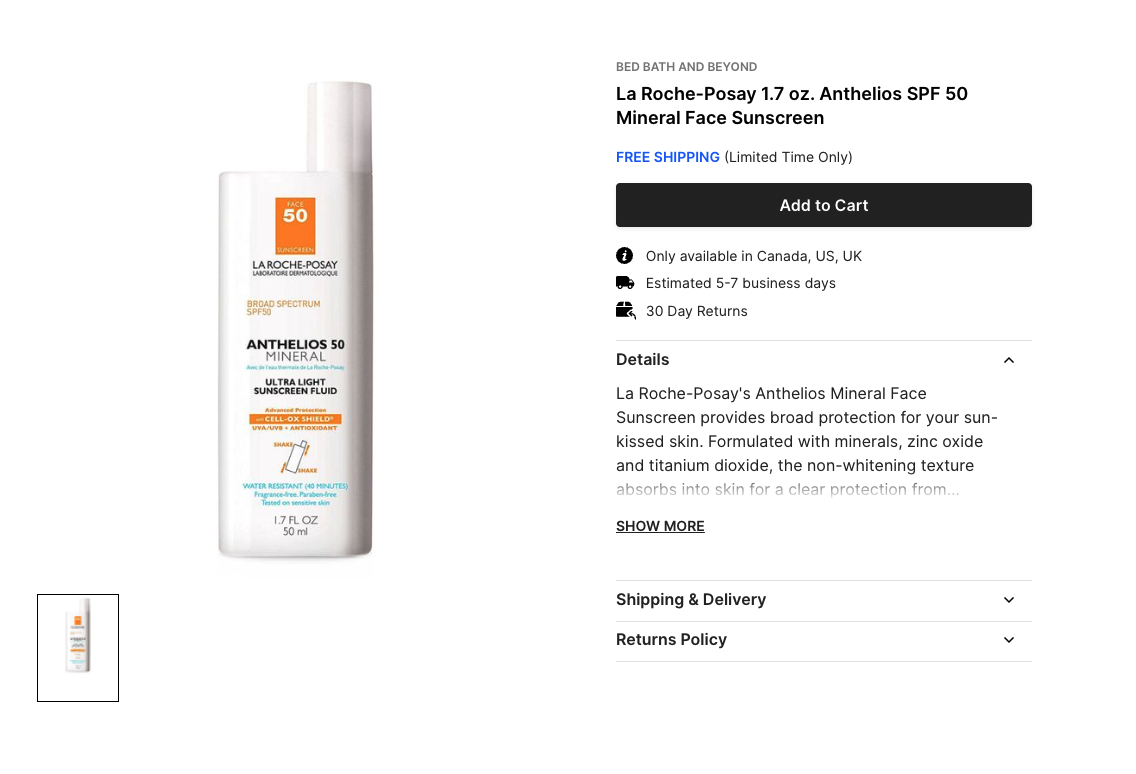 FACE
50
SUNSCREEN
LA ROCHE-POSAY
LABORATOIRE DERMATOLOGIQUE
BROAD SPECTRUM
SPF50
ANTHELIOS 50
MINERAL
Avec de l'eau thermale de La Roche-Posay
ULTRA LIGHT
SUNSCREEN FLUID
Advanced Protection
with CELL-OX SHIELD®
UVA/UVB + ANTIOXIDANT
SHAKE
SHAKE
WATER RESISTANT (40 MINUTES)
Fragrance-free, Paraben-free
Tested on sensitive skin
1.7 FL OZ
50 ml
BED BATH AND BEYOND
La Roche-Posay 1.7 oz. Anthelios SPF 50
Mineral Face Sunscreen
FREE SHIPPING (Limited Time Only)
Add to Cart
Only available in Canada, US, UK
Estimated 5-7 business days
30 Day Returns
Details
La Roche-Posay's Anthelios Mineral Face
Sunscreen provides broad protection for your sun-
kissed skin. Formulated with minerals, zinc oxide
and titanium dioxide, the non-whitening texture
absorbs into skin for a clear protection from...
SHOW MORE
Shipping & Delivery
Returns Policy